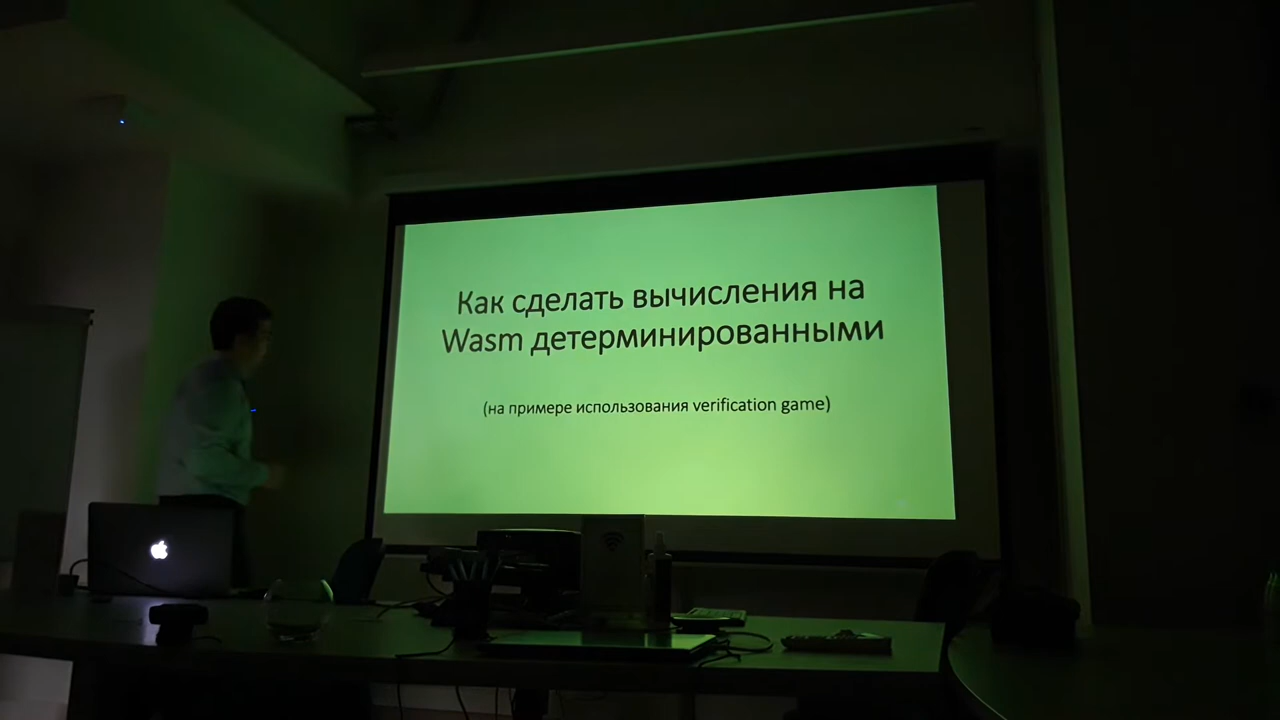 Как сделать вычисления на
Wasm детерминированными
(на примере использования verification game)